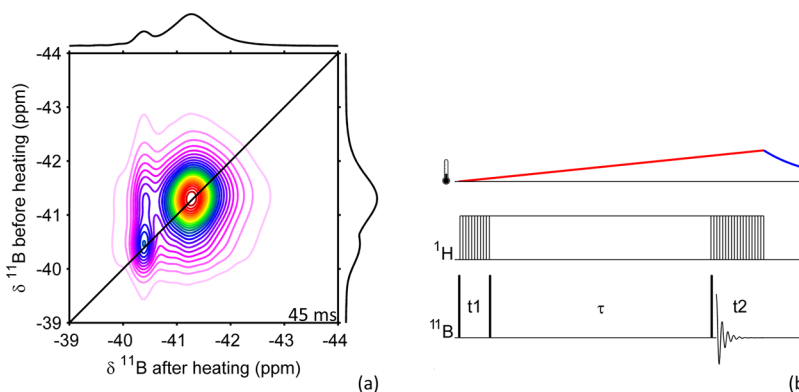 -44
-43
-42
-41
-40
-39
-39 -40 -41 -42 -43 -44
δ ¹¹B before heating (ppm)
δ ¹¹B after heating (ppm)
45 ms
(a)
¹H
¹¹B
t1
τ
t2
(b